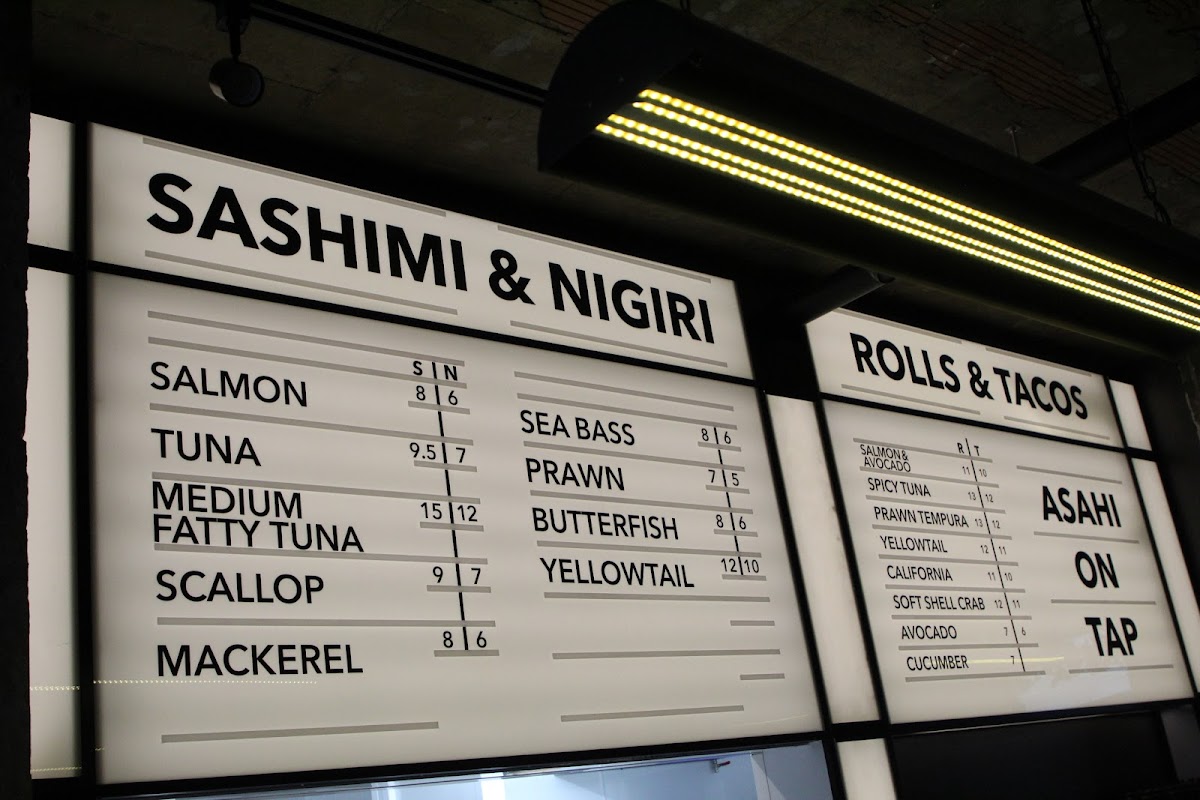 SASHIMI & NIGIRI
S | N
SALMON 8 | 6
TUNA 9.5 | 7
MEDIUM
FATTY TUNA 15 | 12
SCALLOP 9 | 7
MACKEREL 8 | 6
SEA BASS 8 | 6
PRAWN 7 | 5
BUTTERFISH 8 | 6
YELLOWTAIL 12 | 10
ROLLS & TACOS
R | T
SALMON &
AVOCADO 11 | 10
SPICY TUNA 13 | 12
PRAWN TEMPURA 13 | 12
YELLOWTAIL 12 | 11
CALIFORNIA 11 | 10
SOFT SHELL CRAB 12 | 11
AVOCADO 7 | 6
CUCUMBER 7 |
ASAHI
ON
TAP